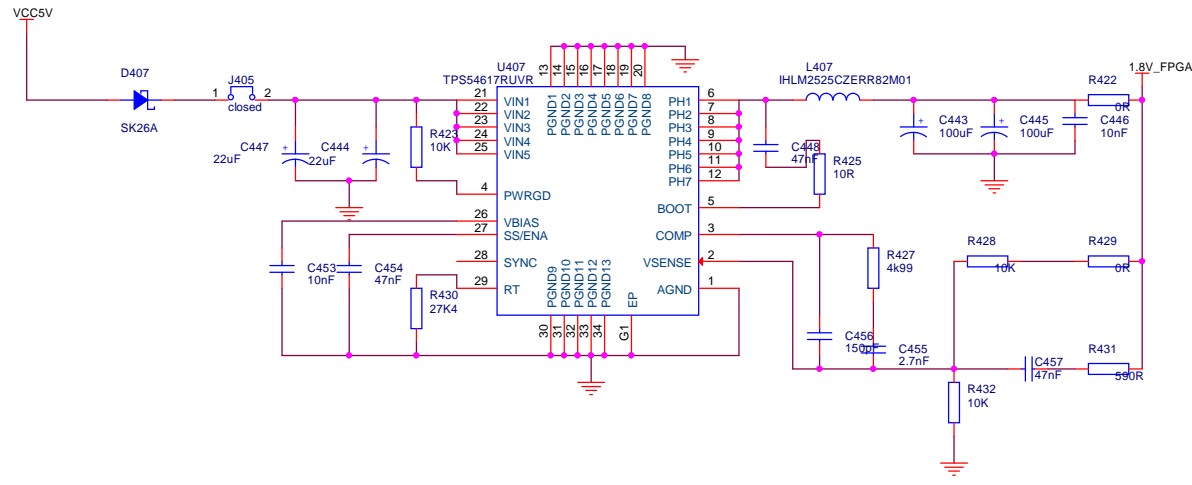 VCC5V
D407
SK26A
J405
1
2
closed
C447
22uF
C444
22uF
R423
10K
U407
TPS54617RUVR
13
14
15
16
17
18
19
20
PGND1
PGND2
PGND3
PGND4
PGND5
PGND6
PGND7
PGND8
21
22
23
24
25
VIN1
VIN2
VIN3
VIN4
VIN5
4
PWRGD
26
VBIAS
27
SS/ENA
28
SYNC
29
RT
6
7
8
9
10
11
12
PH1
PH2
PH3
PH4
PH5
PH6
PH7
5
BOOT
3
COMP
2
VSENSE
1
AGND
PGND9
PGND10
PGND11
PGND12
PGND13
EP
30
31
32
33
34
G1
C453
10nF
C454
47nF
R430
27K4
L407
IHLM2525CZERR82M01
C448
47nF
R425
10R
C443
100uF
C445
100uF
C446
10nF
R422
0R
1.8V_FPGA
R427
4k99
R428
10K
R429
0R
C456
150pF
C455
2.7nF
C457
47nF
R431
590R
R432
10K